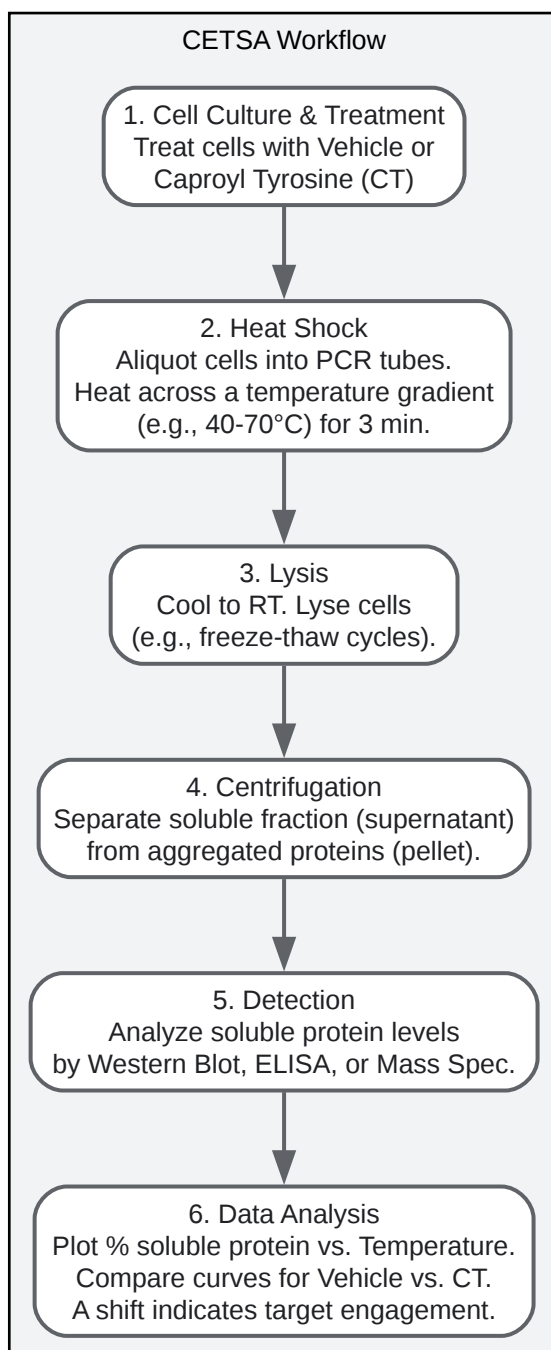 CETSA Workflow
1. Cell Culture & Treatment
Treat cells with Vehicle or
Caproyl Tyrosine (CT)
2. Heat Shock
Aliquot cells into PCR tubes.
Heat across a temperature gradient
(e.g., 40-70°C) for 3 min.
3. Lysis
Cool to RT. Lyse cells
(e.g., freeze-thaw cycles).
4. Centrifugation
Separate soluble fraction (supernatant)
from aggregated proteins (pellet).
5. Detection
Analyze soluble protein levels
by Western Blot, ELISA, or Mass Spec.
6. Data Analysis
Plot % soluble protein vs. Temperature.
Compare curves for Vehicle vs. CT.
A shift indicates target engagement.